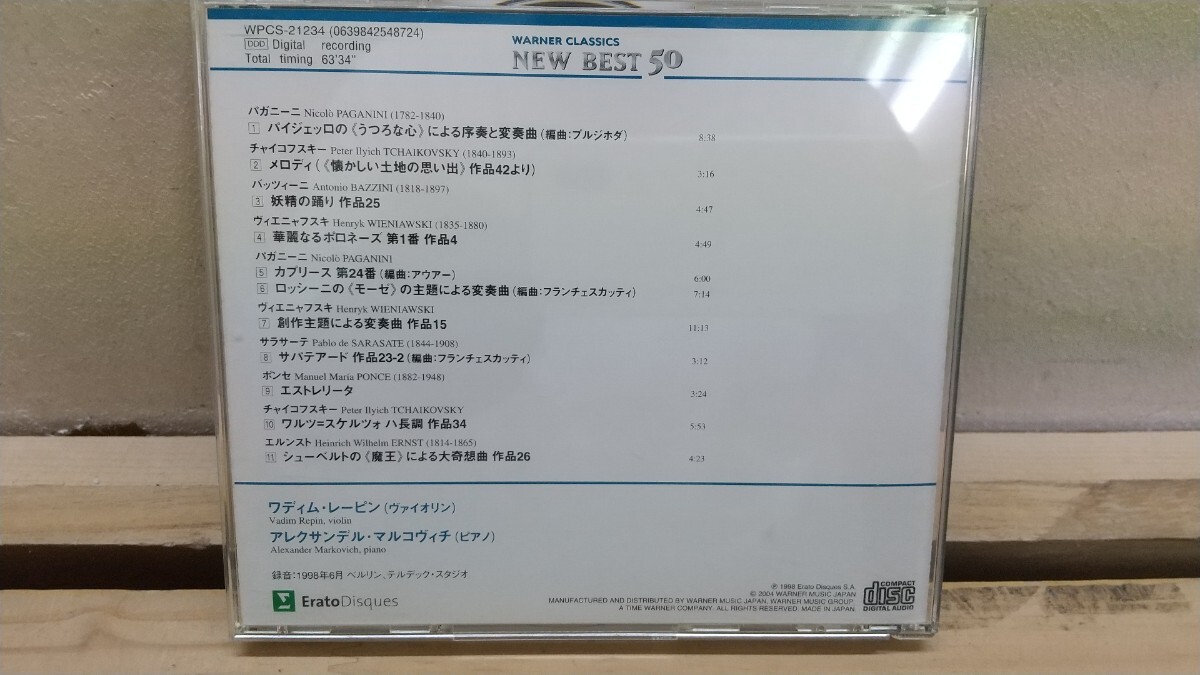 WPCS-21234 (0639842548724)
DDD Digital recording
Total timing 63'34"
WARNER CLASSICS
NEW BEST 50
パガニーニ Nicolò PAGANINI (1782-1840)
1 パイジェッロの《うつろな心》による序奏と変奏曲 (編曲:プルジホダ) 8:38
チャイコフスキー Peter Ilyich TCHAIKOVSKY (1840-1893)
2 メロディ (《懐かしい土地の思い出》 作品42より) 3:16
バッツィーニ Antonio BAZZINI (1818-1897)
3 妖精の踊り 作品25 4:47
ヴィエニャフスキ Henryk WIENIAWSKI (1835-1880)
4 華麗なるポロネーズ 第1番 作品4 4:49
パガニーニ Nicolò PAGANINI
5 カプリース 第24番 (編曲:アウアー) 6:00
6 ロッシーニの《モーゼ》の主題による変奏曲 (編曲:フランチェスカッティ) 7:14
ヴィエニャフスキ Henryk WIENIAWSKI
7 創作主題による変奏曲 作品15 11:13
サラサーテ Pablo de SARASATE (1844-1908)
8 サパテアード 作品23-2 (編曲:フランチェスカッティ) 3:12
ポンセ Manuel Maria PONCE (1882-1948)
9 エストレリータ 3:24
チャイコフスキー Peter Ilyich TCHAIKOVSKY
10 ワルツ=スケルツォ ハ長調 作品34 5:53
エルンスト Heinrich Wilhelm ERNST (1814-1865)
11 シューベルトの《魔王》による大奇想曲 作品26 4:23
ワディム・レーピン (ヴァイオリン)
Vadim Repin, violin
アレクサンデル・マルコヴィチ (ピアノ)
Alexander Markovich, piano
録音:1998年6月 ベルリン、テルデック・スタジオ
EratoDisques
℗ 1998 Erato Disques S.A.
© 2004 WARNER MUSIC JAPAN
MANUFACTURED AND DISTRIBUTED BY WARNER MUSIC JAPAN, WARNER MUSIC GROUP.
A TIME WARNER COMPANY. ALL RIGHTS RESERVED. MADE IN JAPAN.
COMPACT
disc
DIGITAL AUDIO